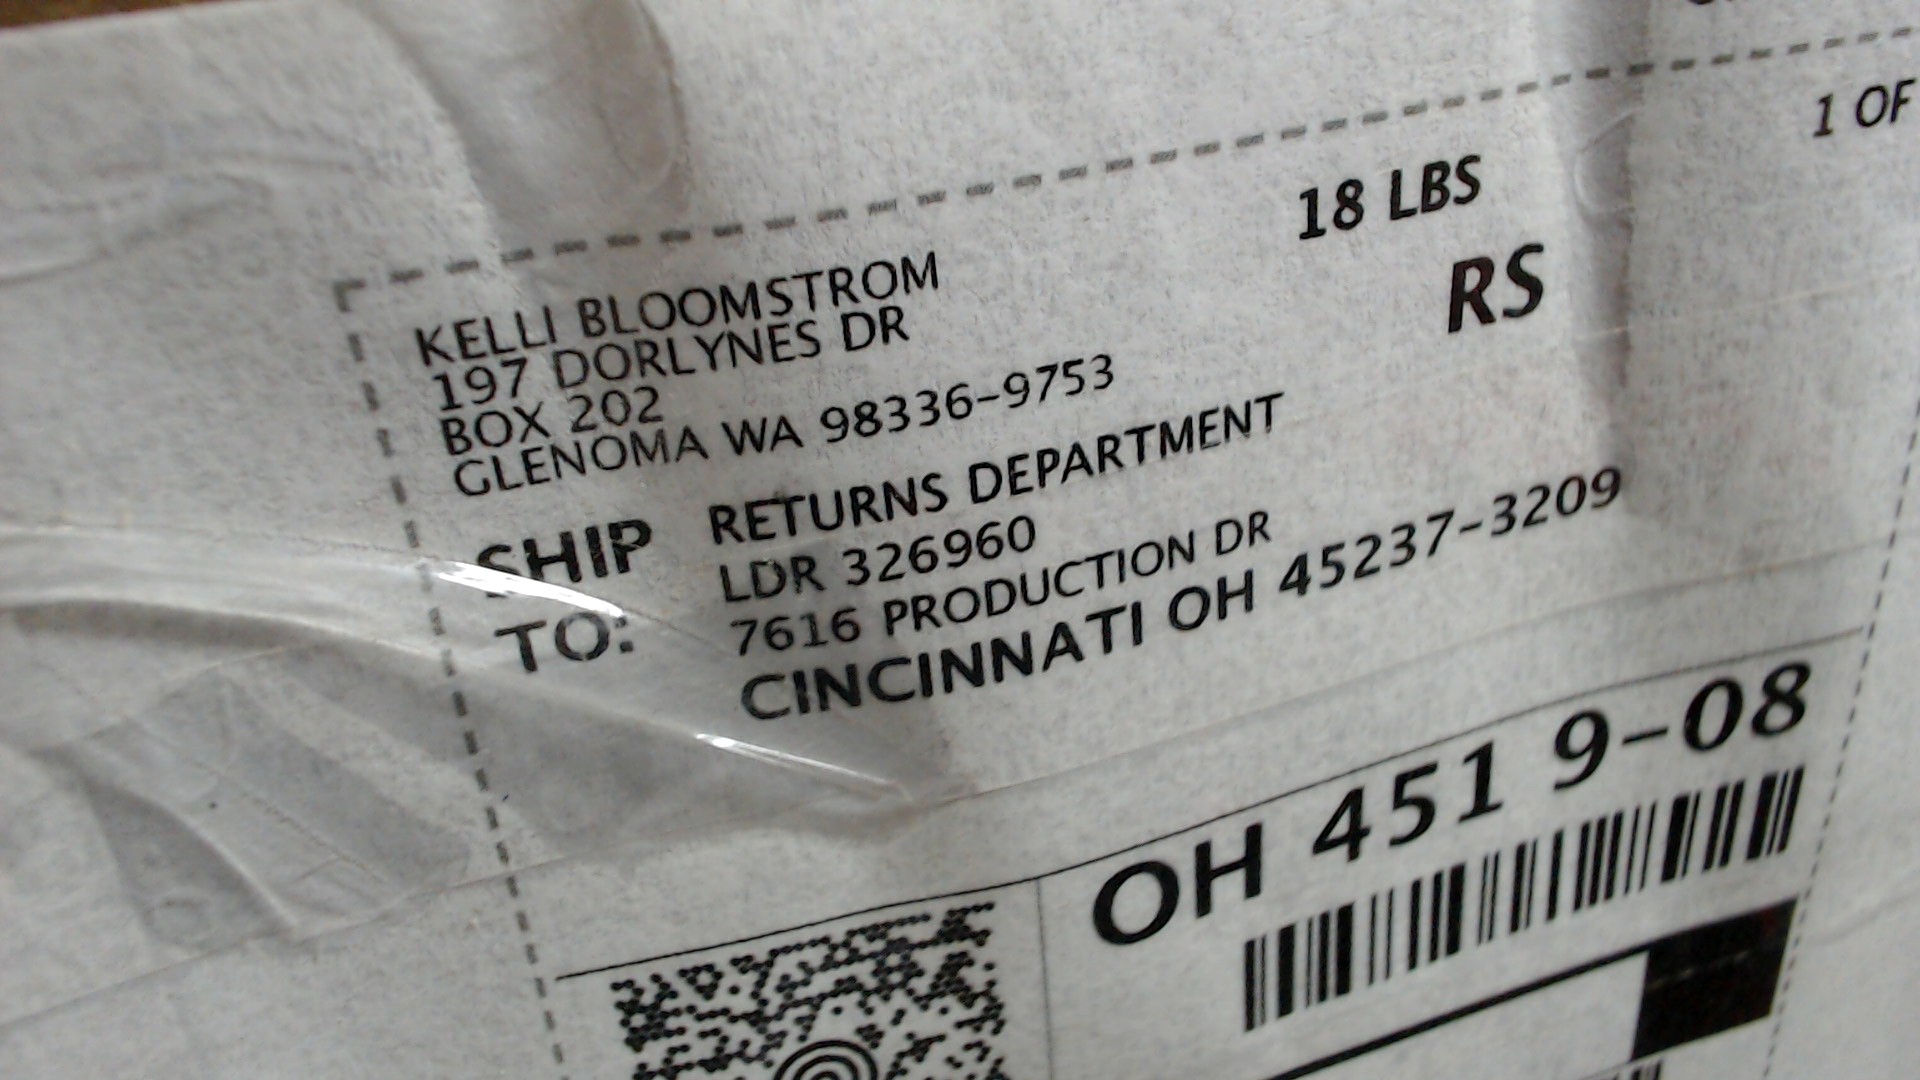 1 OF
18 LBS
RS
KELLI BLOOMSTROM
197 DORLYNES DR
BOX 202
GLENOMA WA 98336-9753
SHIP TO:
RETURNS DEPARTMENT
LDR 326960
7616 PRODUCTION DR
CINCINNATI OH 45237-3209
OH 451 9-08